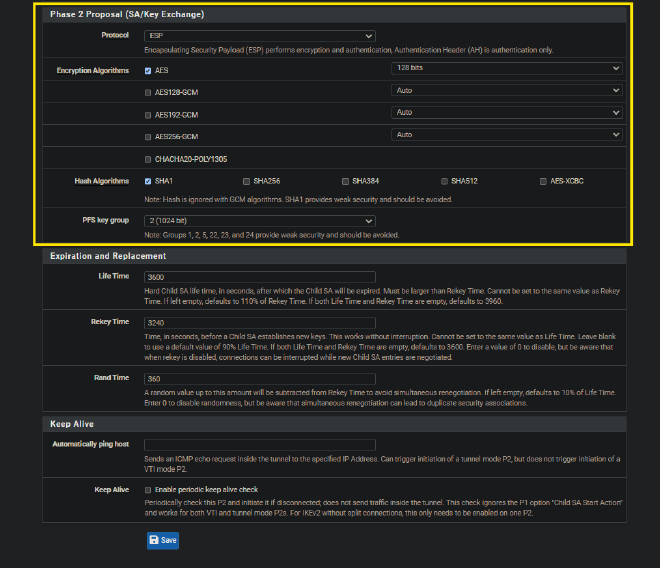 Phase 2 Proposal (SA/Key Exchange)
Protocol ESP
Encapsulating Security Payload (ESP) performs encryption and authentication, Authentication Header (AH) is authentication only.
Encryption Algorithms AES 128 bits
AES128-GCM Auto
AES192-GCM Auto
AES256-GCM Auto
CHACHA20-POLY1305
Hash Algorithms SHA1 SHA256 SHA384 SHA512 AES-XCBC
Note: Hash is ignored with GCM algorithms. SHA1 provides weak security and should be avoided.
PFS key group 2 (1024 bit)
Note: Groups 1, 2, 5, 22, 23, and 24 provide weak security and should be avoided.
Expiration and Replacement
Life Time 3600
Hard Child SA life time, in seconds, after which the Child SA will be expired. Must be larger than Rekey Time. Cannot be set to the same value as Rekey
Time. If left empty, defaults to 110% of Rekey Time. If both Life Time and Rekey Time are empty, defaults to 3960.
Rekey Time 3240
Time, in seconds, before a Child SA establishes new keys. This works without interruption. Cannot be set to the same value as Life Time. Leave blank
to use a default value of 90% Life Time. If both Life Time and Rekey Time are empty, defaults to 3600. Enter a value of 0 to disable, but be aware that
when rekey is disabled, connections can be interrupted while new Child SA entries are negotiated.
Rand Time 360
A random value up to this amount will be subtracted from Rekey Time to avoid simultaneous renegotiation. If left empty, defaults to 10% of Life Time.
Enter 0 to disable randomness, but be aware that simultaneous renegotiation can lead to duplicate security associations.
Keep Alive
Automatically ping host
Sends an ICMP echo request inside the tunnel to the specified IP Address. Can trigger initiation of a tunnel mode P2, but does not trigger initiation of a
VTI mode P2.
Keep Alive Enable periodic keep alive check
Periodically check this P2 and initiate it if disconnected; does not send traffic inside the tunnel. This check ignores the P1 option "Child SA Start Action"
and works for both VTI and tunnel mode P2s. For IKEv2 without split connections, this only needs to be enabled on one P2.
Save